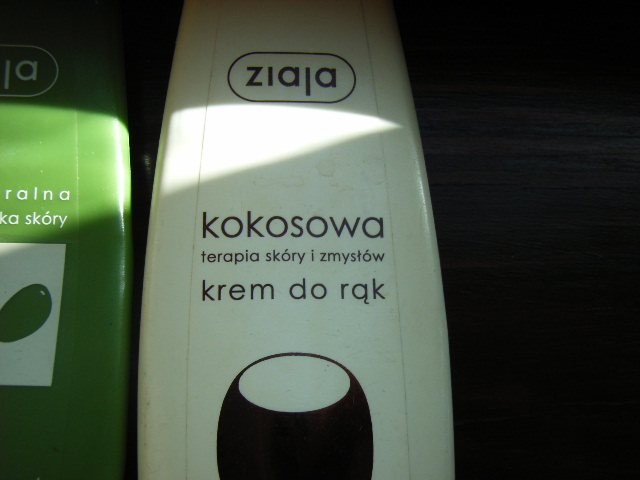 ziaja
kokosowa
terapia skóry i zmysłów
krem do rąk